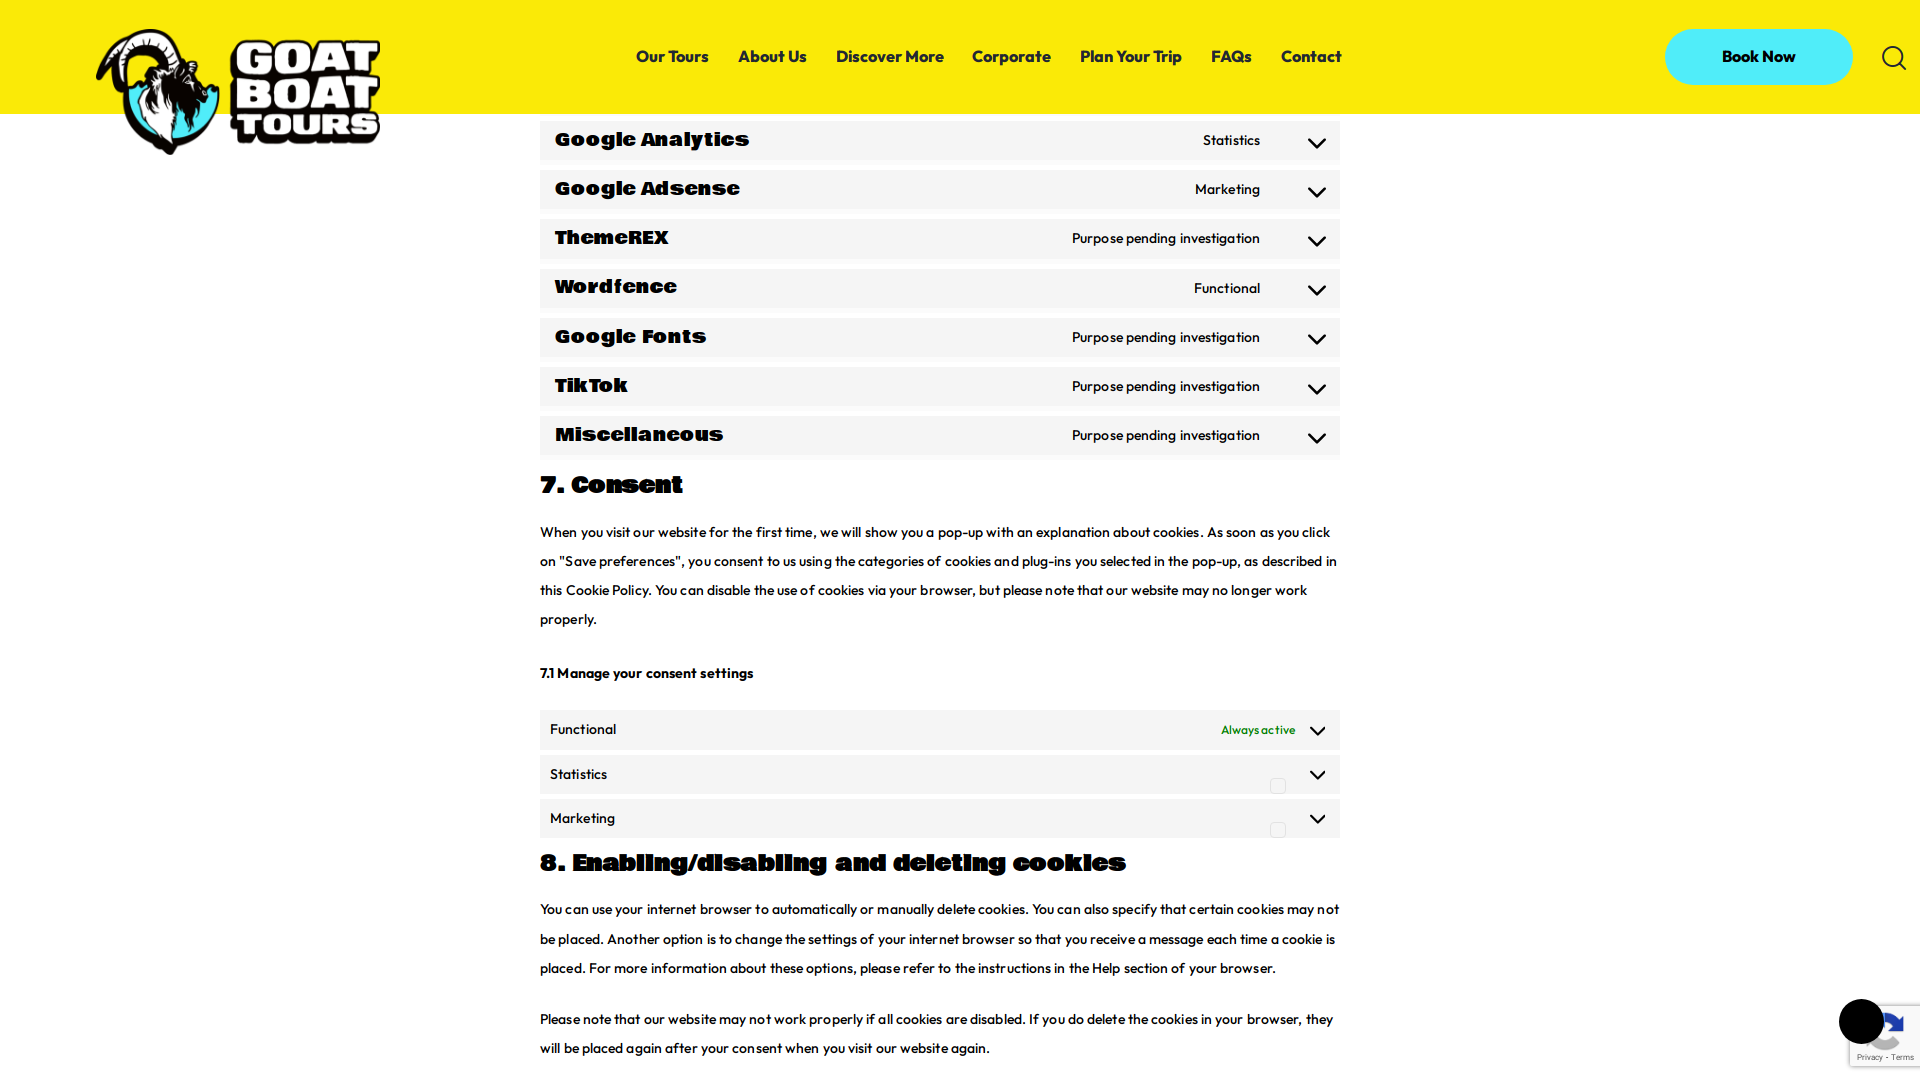 GOAT
BOAT
TOURS
Our Tours
About Us
Discover More
Corporate
Plan Your Trip
FAQs
Contact
Book Now
Google Analytics
Statistics
Google Adsense
Marketing
ThemeREX
Purpose pending investigation
Wordfence
Functional
Google Fonts
Purpose pending investigation
TikTok
Purpose pending investigation
Miscellaneous
Purpose pending investigation
7. Consent
When you visit our website for the first time, we will show you a pop-up with an explanation about cookies. As soon as you click
on "Save preferences", you consent to us using the categories of cookies and plug-ins you selected in the pop-up, as described in
this Cookie Policy. You can disable the use of cookies via your browser, but please note that our website may no longer work
properly.
7.1 Manage your consent settings
Functional
Always active
Statistics
Marketing
8. Enabling/disabling and deleting cookies
You can use your internet browser to automatically or manually delete cookies. You can also specify that certain cookies may not
be placed. Another option is to change the settings of your internet browser so that you receive a message each time a cookie is
placed. For more information about these options, please refer to the instructions in the Help section of your browser.
Please note that our website may not work properly if all cookies are disabled. If you do delete the cookies in your browser, they
will be placed again after your consent when you visit our website again.
Privacy - Terms